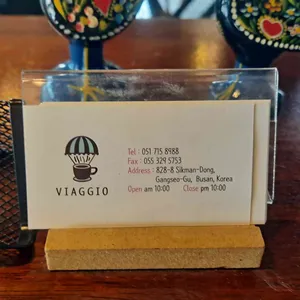 VIAGGIO
Tel : 051 715 8988
Fax : 055 329 5753
Address : 828-8 Sikman-Dong,
Gangseo-Gu, Busan, Korea
Open am 10:00 Close pm 10:00